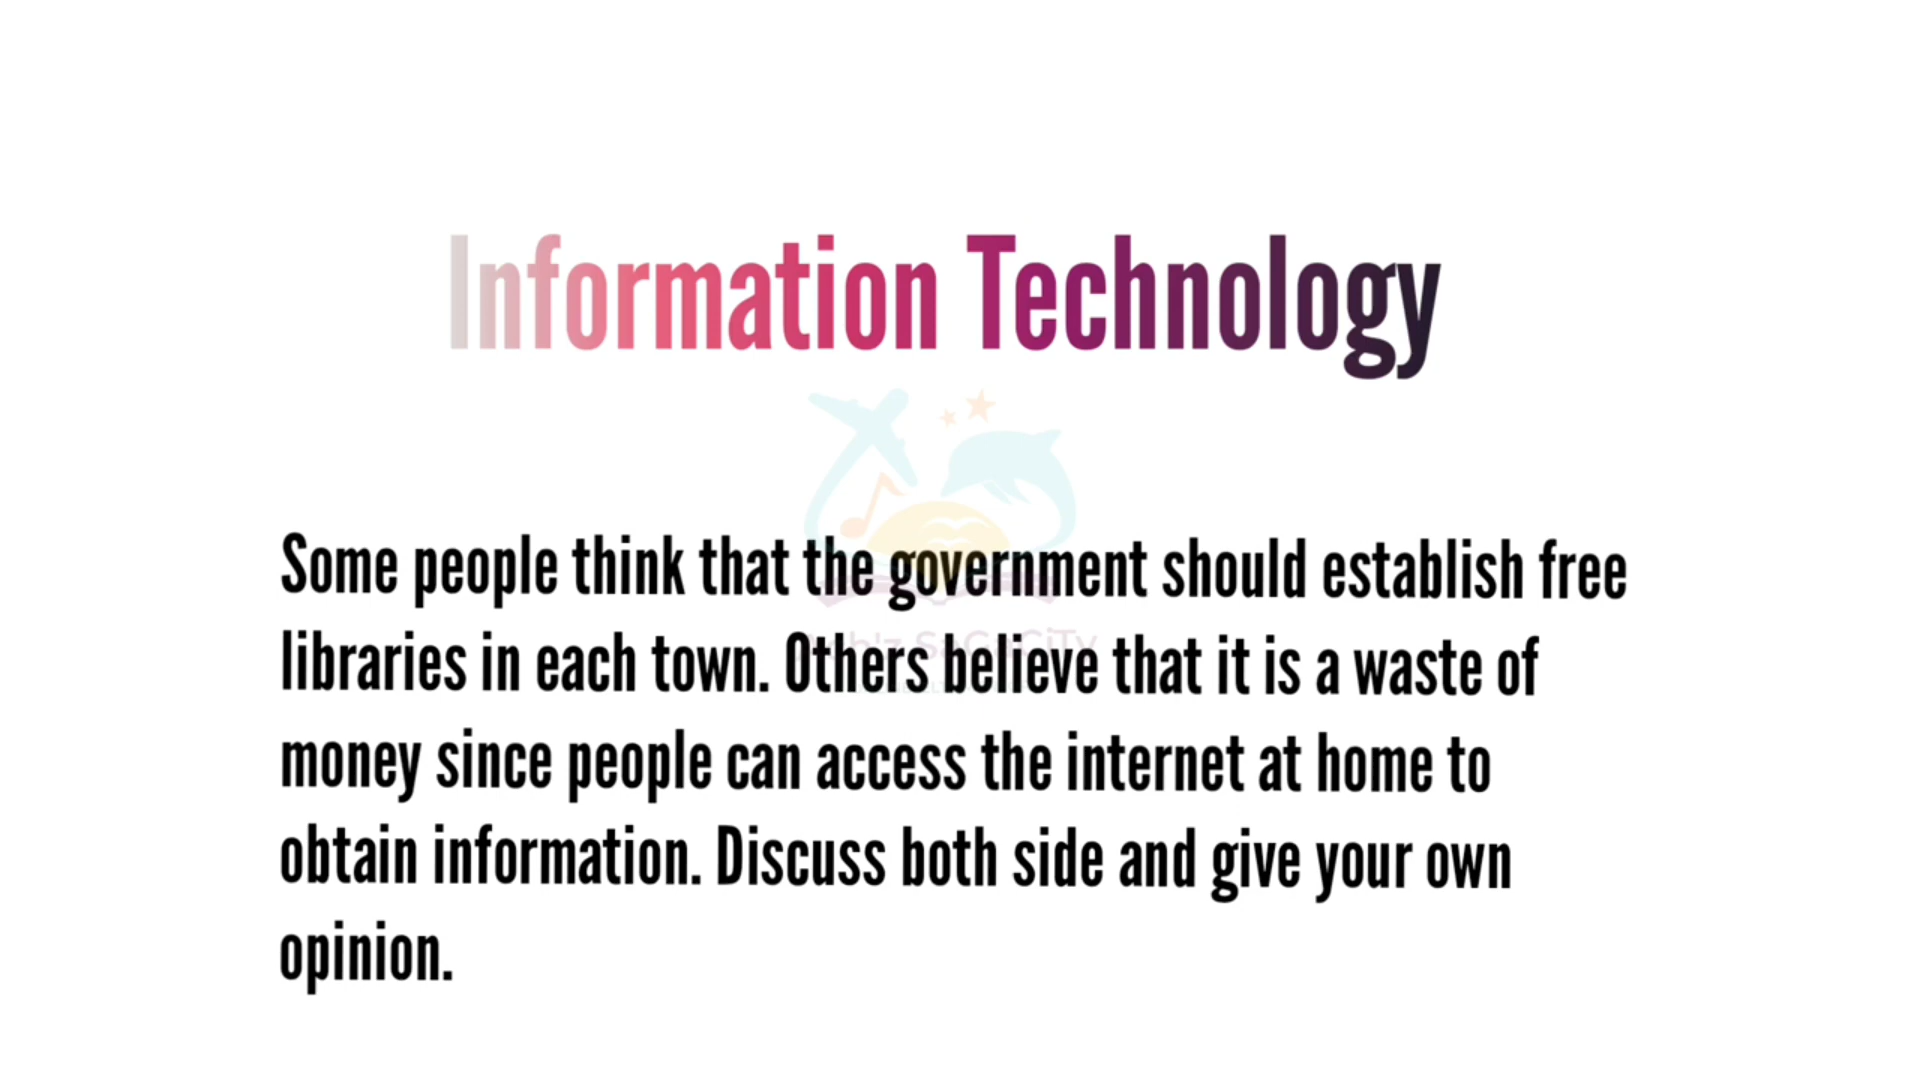 Information Technology
Some people think that the government should establish free
libraries in each town. Others believe that it is a waste of
money since people can access the internet at home to
obtain information. Discuss both side and give your own
opinion.